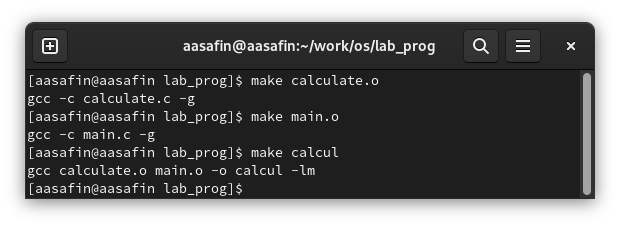 aasafin@aasafin:~/work/os/lab_prog
[aasafin@aasafin lab_prog]$ make calculate.o
gcc -c calculate.c -g
[aasafin@aasafin lab_prog]$ make main.o
gcc -c main.c -g
[aasafin@aasafin lab_prog]$ make calcul
gcc calculate.o main.o -o calcul -lm
[aasafin@aasafin lab_prog]$